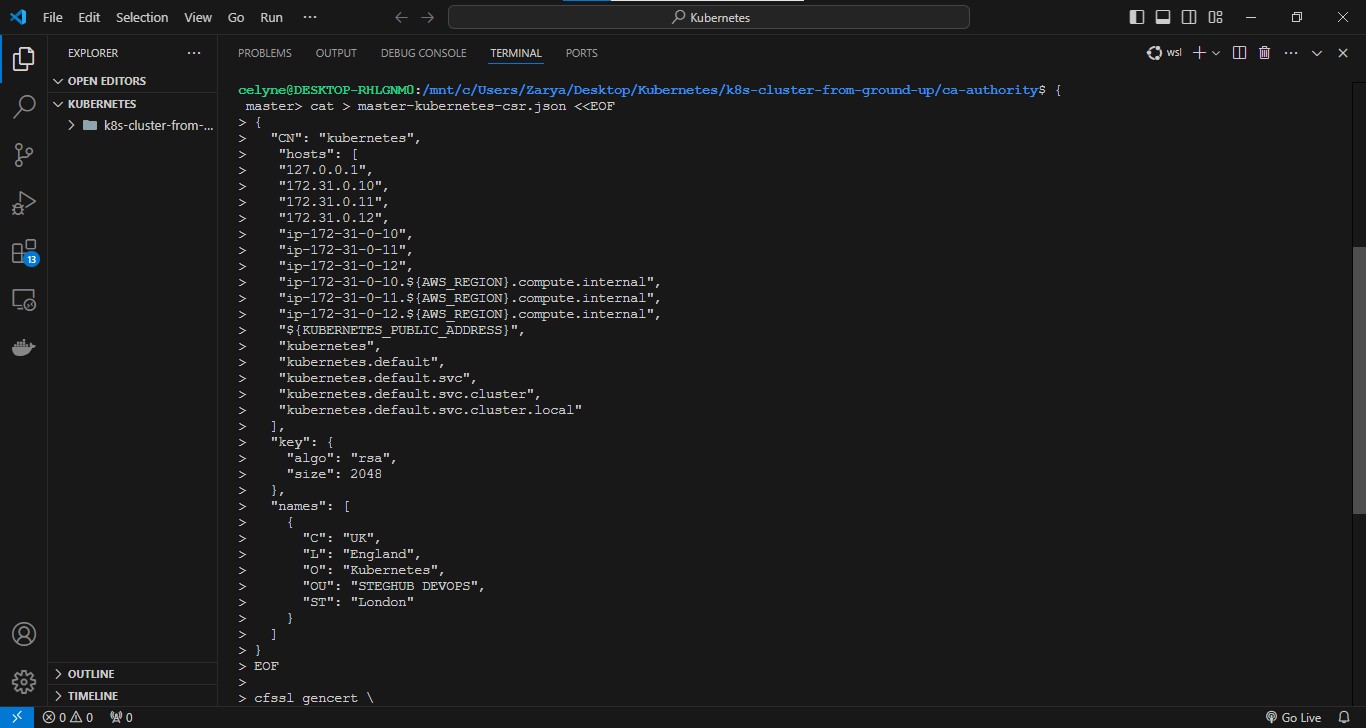 File Edit Selection View Go Run ···
Kubernetes
EXPLORER ···
OPEN EDITORS
KUBERNETES
k8s-cluster-from-...
13
OUTLINE
TIMELINE
PROBLEMS OUTPUT DEBUG CONSOLE TERMINAL PORTS
wsl
celyne@DESKTOP-RHLGNM0:/mnt/c/Users/Zarya/Desktop/Kubernetes/k8s-cluster-from-ground-up/ca-authority$ {
master> cat > master-kubernetes-csr.json <<EOF
> {
>   "CN": "kubernetes",
>    "hosts": [
>    "127.0.0.1",
>    "172.31.0.10",
>    "172.31.0.11",
>    "172.31.0.12",
>    "ip-172-31-0-10",
>    "ip-172-31-0-11",
>    "ip-172-31-0-12",
>    "ip-172-31-0-10.${AWS_REGION}.compute.internal",
>    "ip-172-31-0-11.${AWS_REGION}.compute.internal",
>    "ip-172-31-0-12.${AWS_REGION}.compute.internal",
>    "${KUBERNETES_PUBLIC_ADDRESS}",
>    "kubernetes",
>    "kubernetes.default",
>    "kubernetes.default.svc",
>    "kubernetes.default.svc.cluster",
>    "kubernetes.default.svc.cluster.local"
>   ],
>   "key": {
>     "algo": "rsa",
>     "size": 2048
>   },
>   "names": [
>     {
>       "C": "UK",
>       "L": "England",
>       "O": "Kubernetes",
>       "OU": "STEGHUB DEVOPS",
>       "ST": "London"
>     }
>   ]
> }
> EOF
>
> cfssl gencert \
0 0 0
Go Live